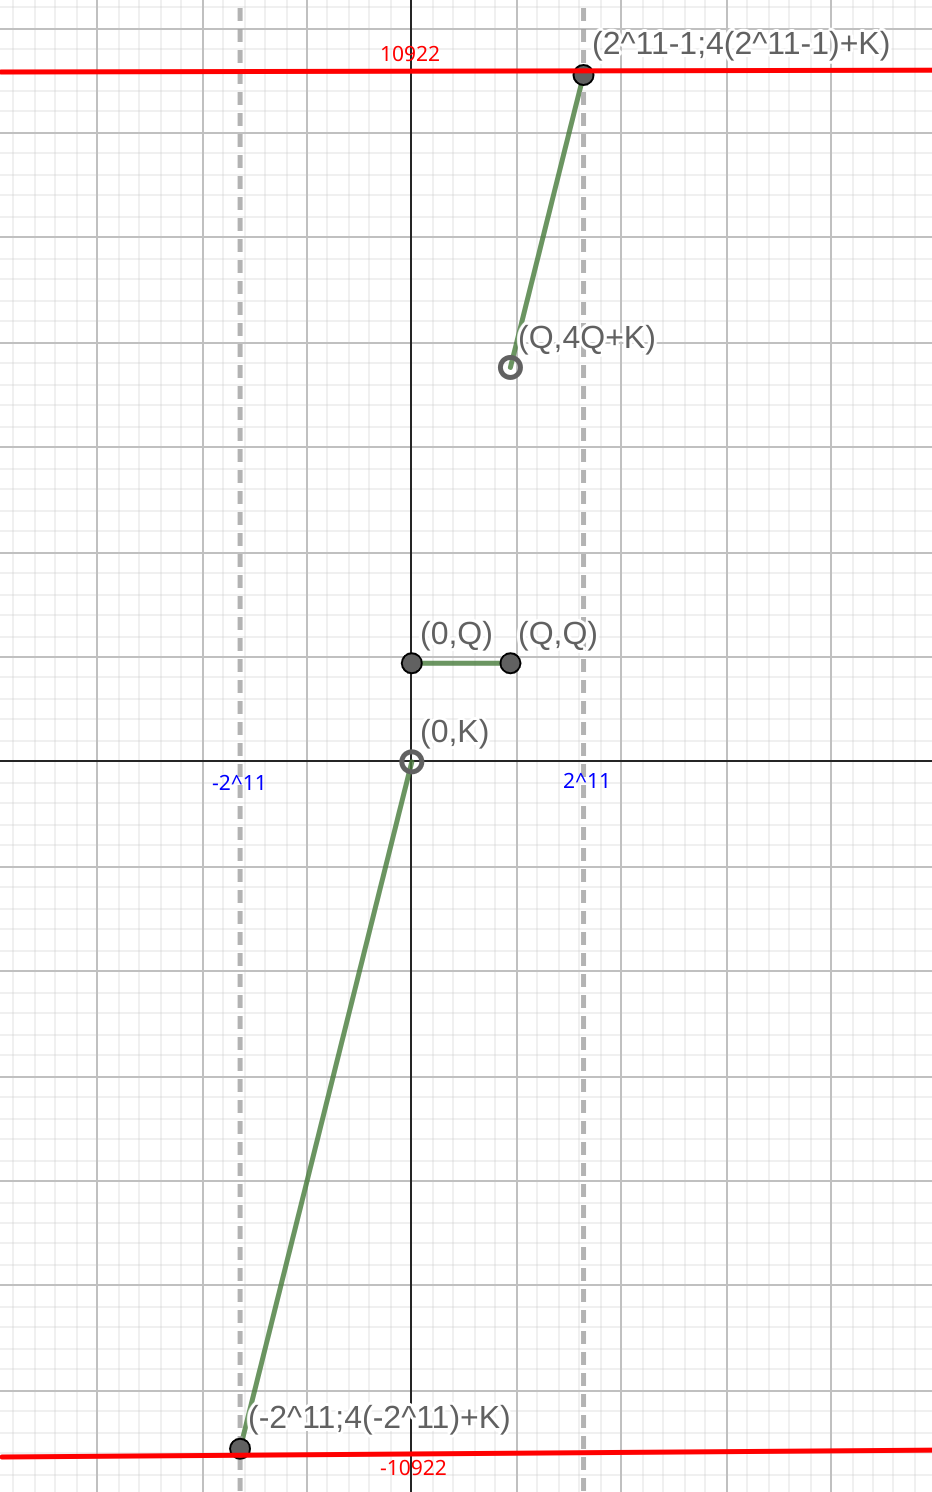 (2^11-1;4(2^11-1)+K)
10922
(Q,4Q+K)
(0,Q)
(Q,Q)
(0,K)
-2^11
2^11
(-2^11;4(-2^11)+K)
-10922